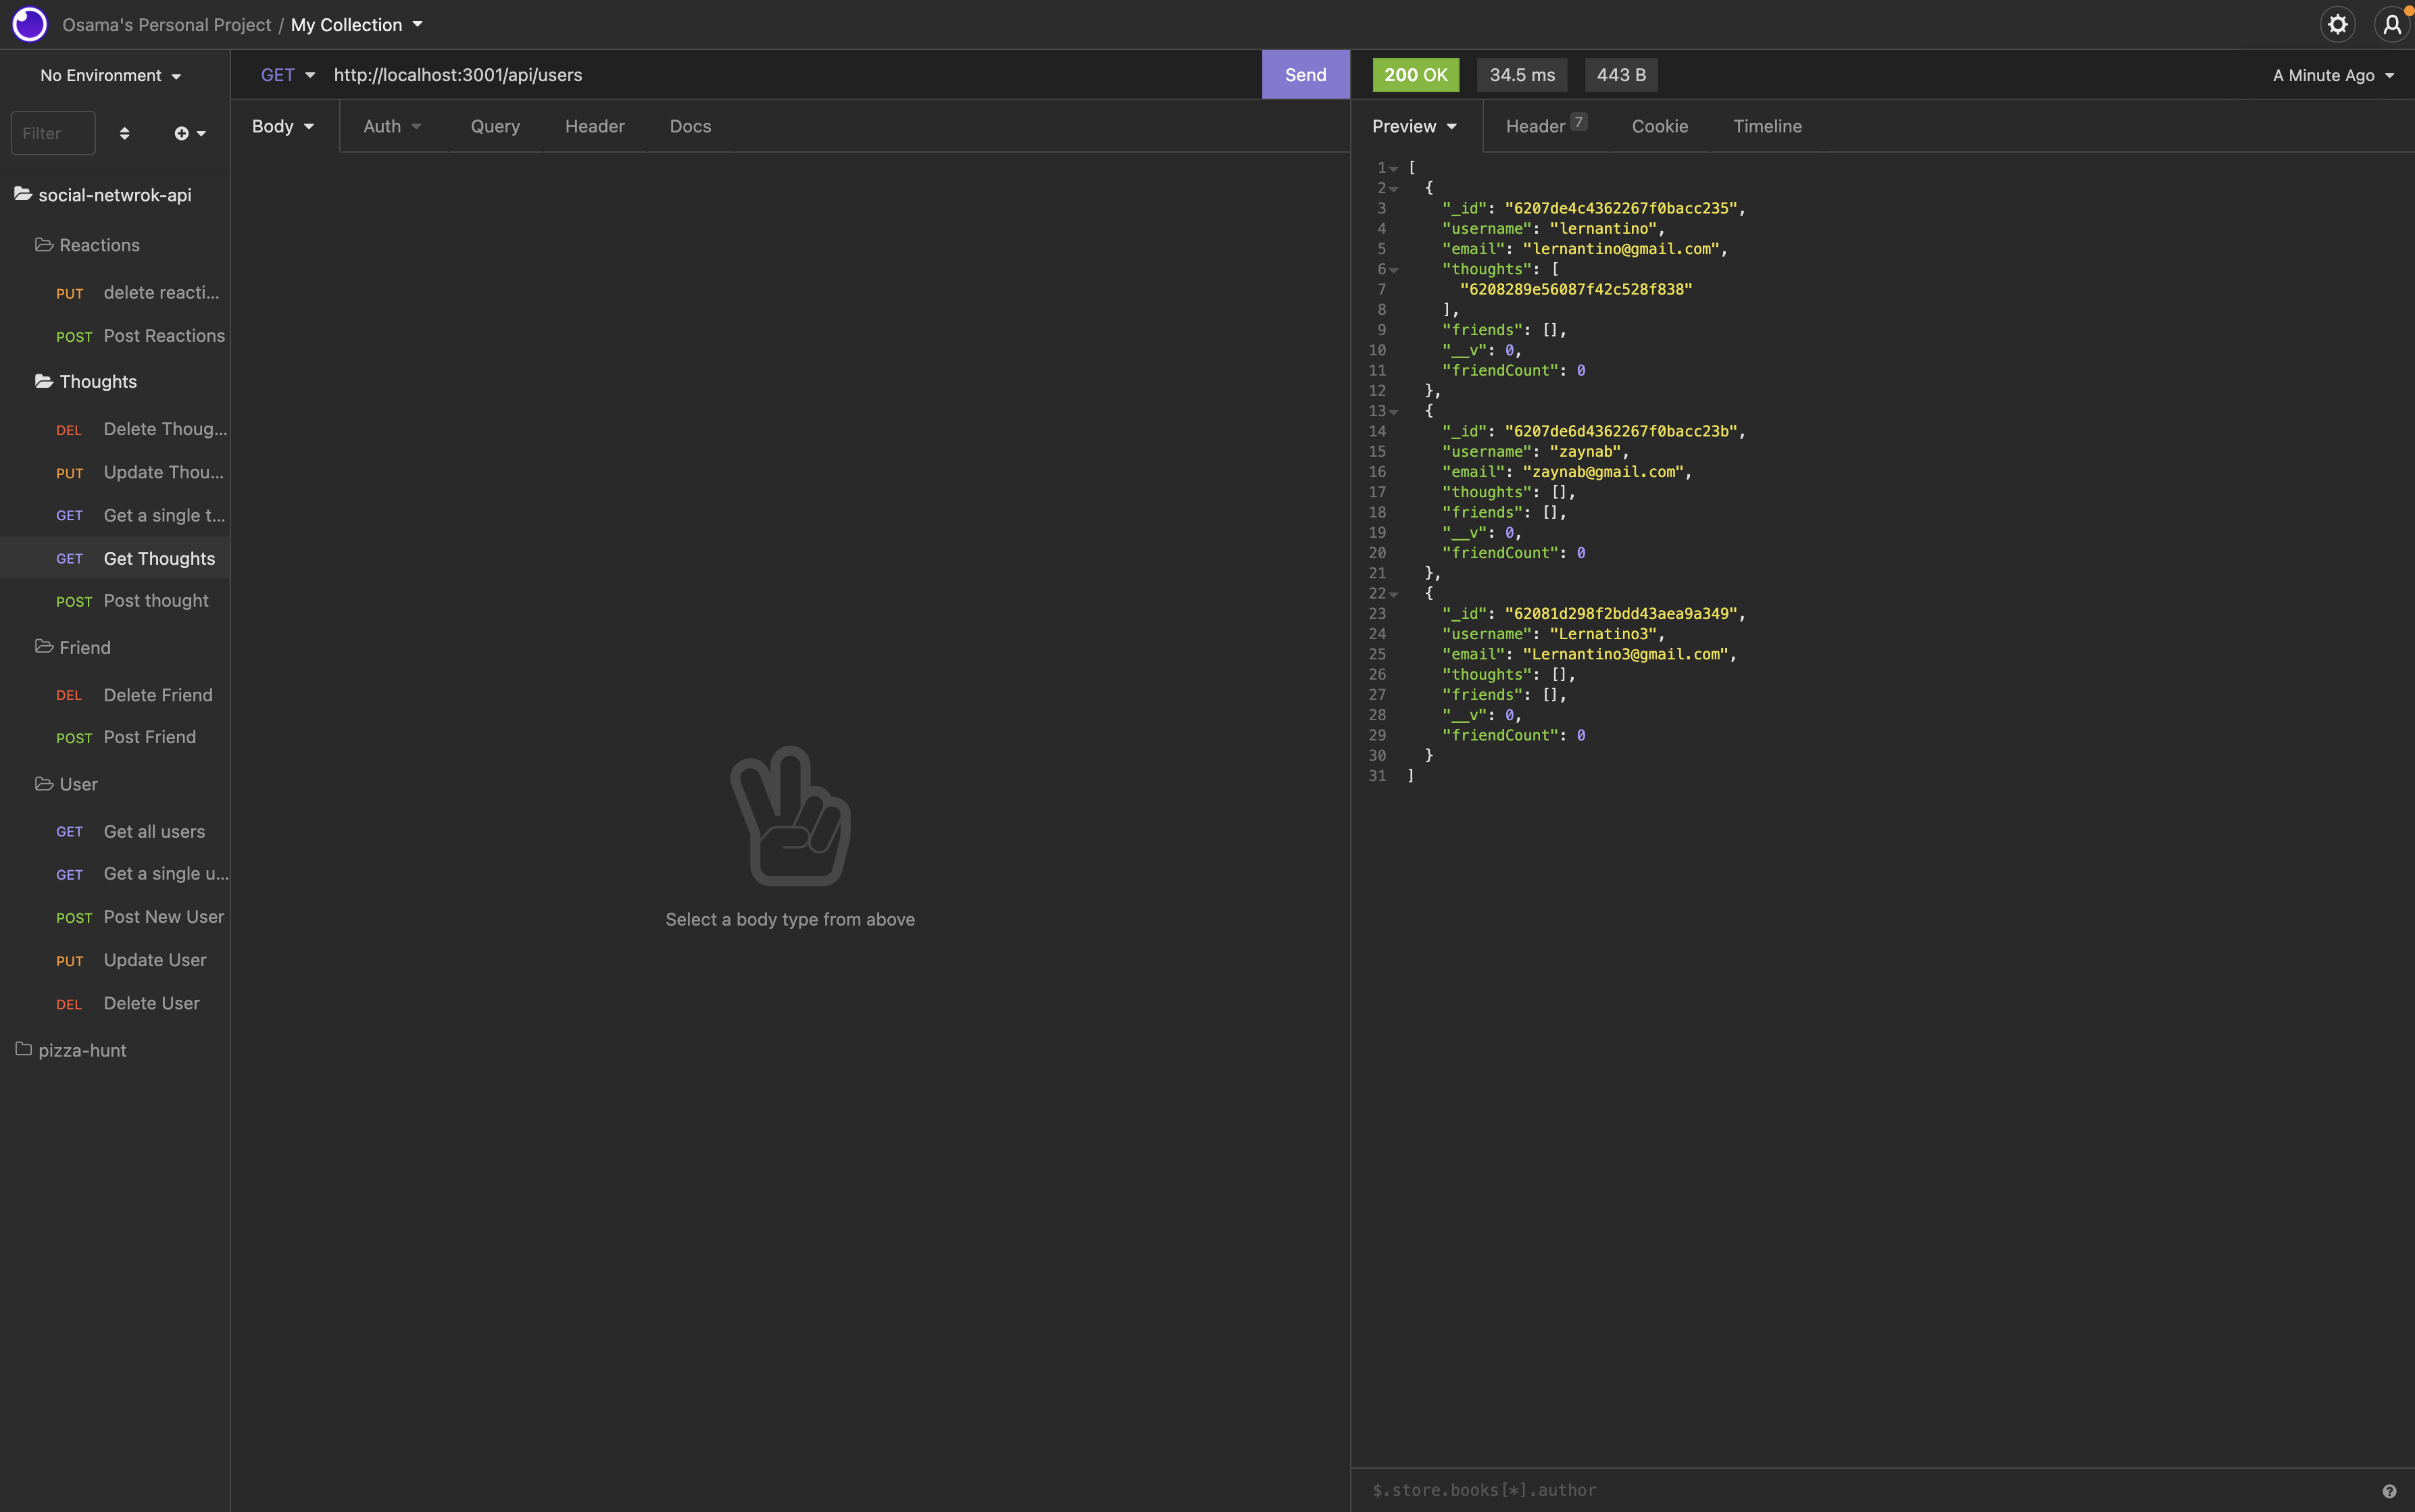 Osama's Personal Project / My Collection
No Environment
GET http://localhost:3001/api/users Send
200 OK 34.5 ms 443 B A Minute Ago
Filter
Body Auth Query Header Docs
Preview Header 7 Cookie Timeline
social-netwrok-api
Reactions
PUT delete reacti...
POST Post Reactions
Thoughts
DEL Delete Thoug...
PUT Update Thou...
GET Get a single t...
GET Get Thoughts
POST Post thought
Friend
DEL Delete Friend
POST Post Friend
User
GET Get all users
GET Get a single u...
POST Post New User
PUT Update User
DEL Delete User
pizza-hunt
Select a body type from above
1 [
2 {
3 "_id": "6207de4c4362267f0bacc235",
4 "username": "lernantino",
5 "email": "lernantino@gmail.com",
6 "thoughts": [
7 "6208289e56087f42c528f838"
8 ],
9 "friends": [],
10 "__v": 0,
11 "friendCount": 0
12 },
13 {
14 "_id": "6207de6d4362267f0bacc23b",
15 "username": "zaynab",
16 "email": "zaynab@gmail.com",
17 "thoughts": [],
18 "friends": [],
19 "__v": 0,
20 "friendCount": 0
21 },
22 {
23 "_id": "62081d298f2bdd43aea9a349",
24 "username": "Lernatino3",
25 "email": "Lernantino3@gmail.com",
26 "thoughts": [],
27 "friends": [],
28 "__v": 0,
29 "friendCount": 0
30 }
31 ]
$.store.books[*].author